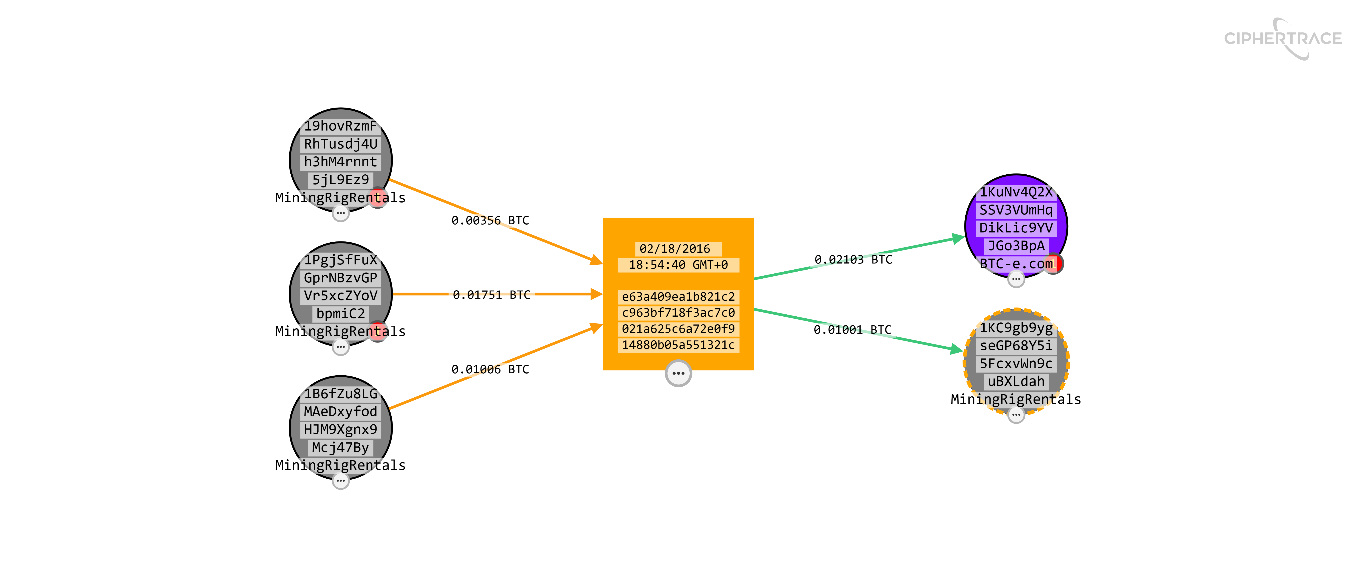 CIPHERTRACE
19hovRzmF
RhTusdj4U
h3hM4rnnt
5jL9Ez9
MiningRigRentals
0.00356 BTC
1PgjSfFuX
GprNBzvGP
Vr5xcZYoV
bpmiC2
MiningRigRentals
0.01751 BTC
1B6fZu8LG
MAeDxyfod
HJM9Xgnx9
Mcj47By
MiningRigRentals
0.01006 BTC
02/18/2016
18:54:40 GMT+0
e63a409ea1b821c2
c963bf718f3ac7c0
021a625c6a72e0f9
14880b05a551321c
0.02103 BTC
1KuNv4Q2X
SSV3VUmHq
DikLic9YV
JGo3BpA
BTC-e.com
0.01001 BTC
1KC9gb9yg
seGP68Y5i
5FcxvWn9c
uBXLdah
MiningRigRentals